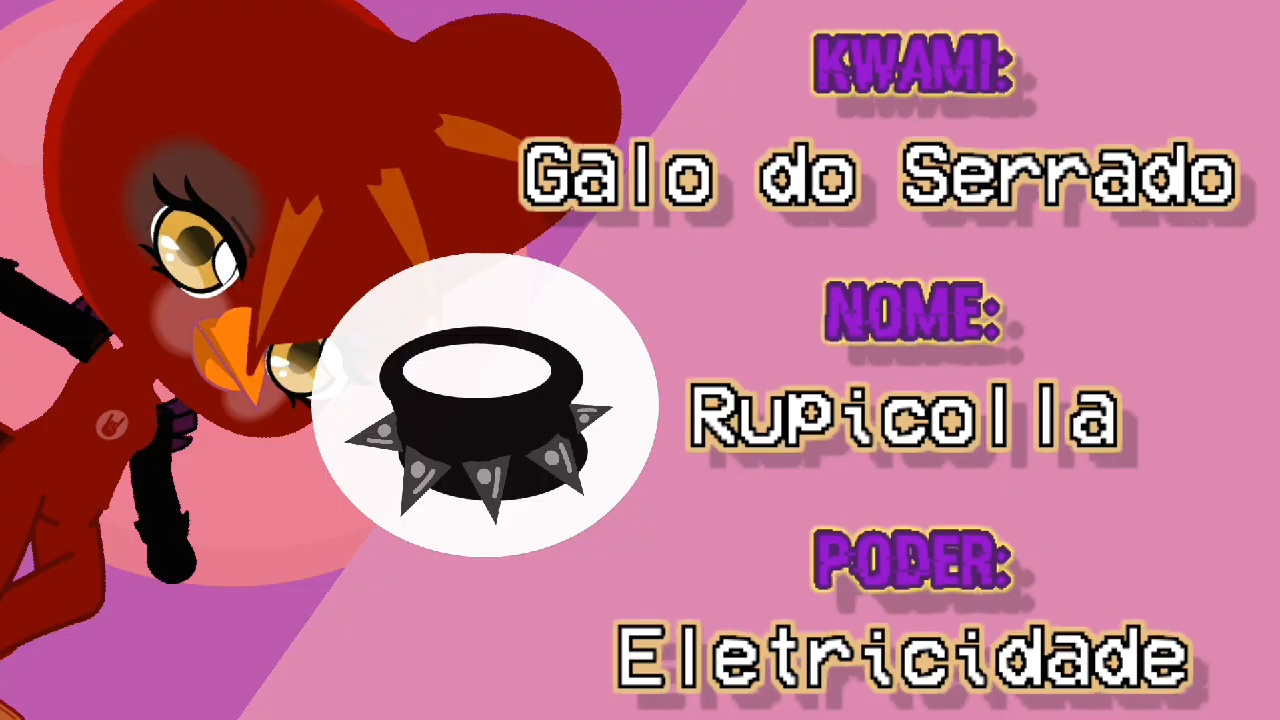 KWAMI:
Galo do Serrado
NOME:
Rupicolla
PODER:
Eletricidade